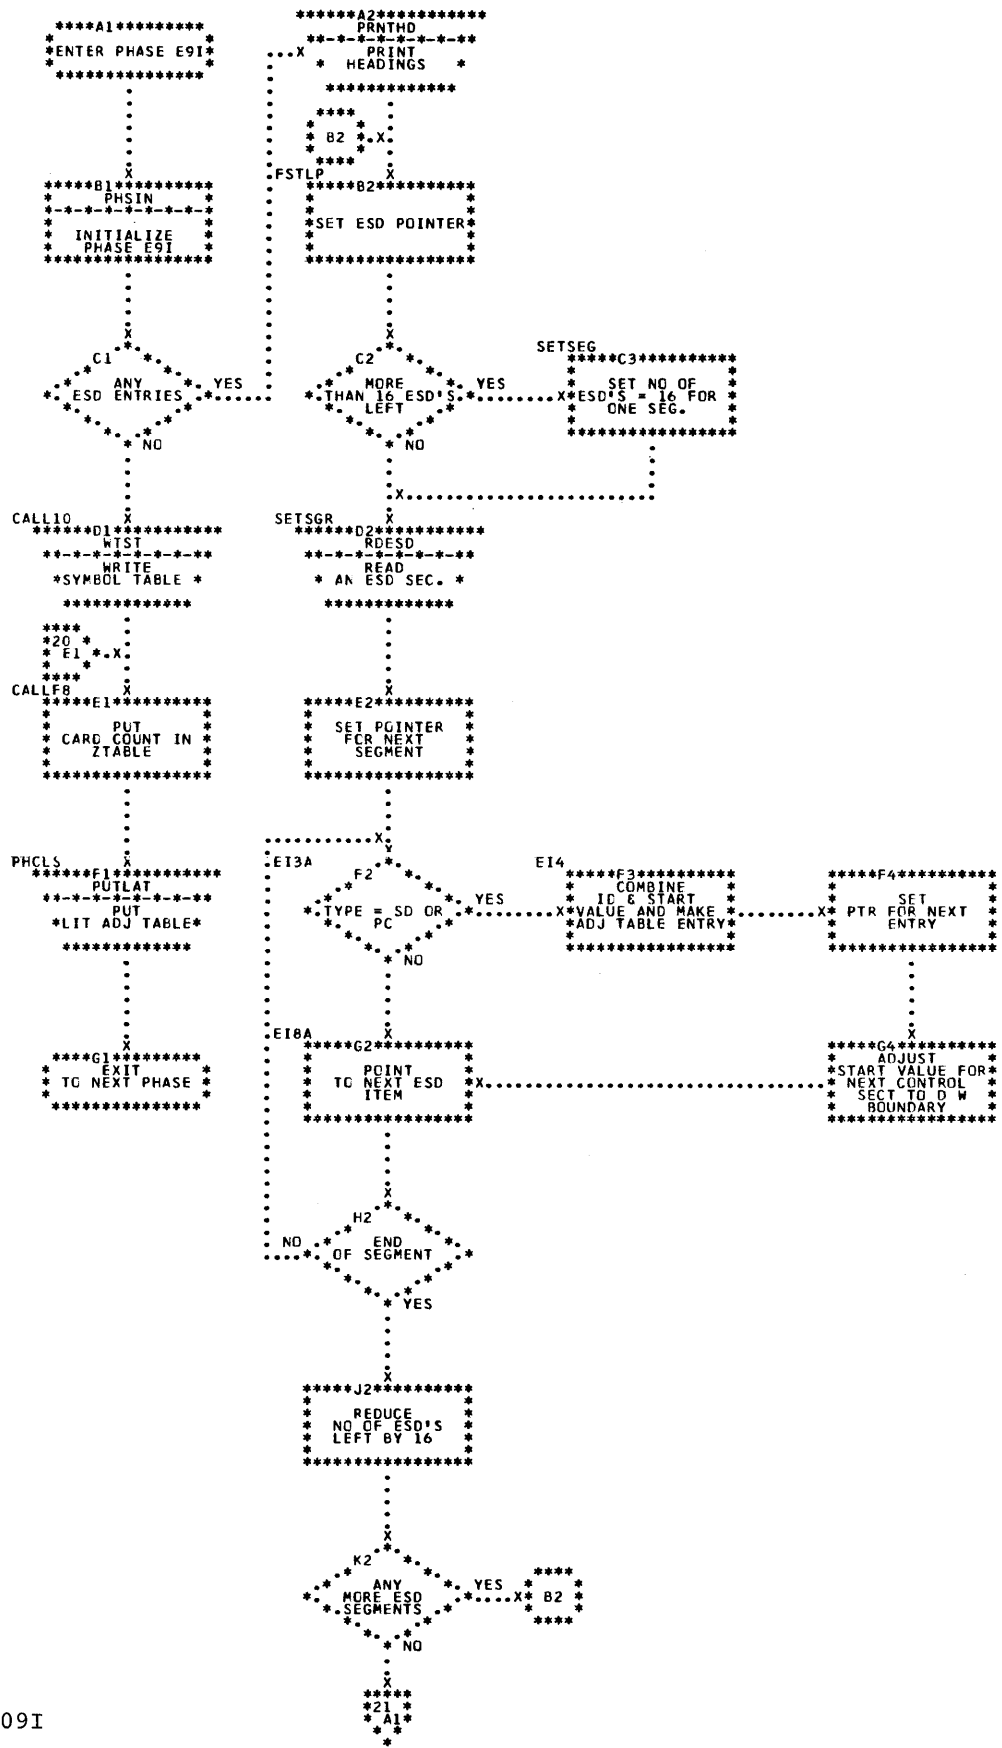 A1
ENTER PHASE E9I
B1
PHSIN
INITIALIZE
PHASE E9I
C1
ANY
ESD ENTRIES
YES
NO
CALL10
D1
WTST
WRITE
SYMBOL TABLE
20
E1
CALLF8
E1
PUT
CARD COUNT IN
ZTABLE
PHCLS
F1
PUTLAT
PUT
LIT ADJ TABLE
G1
EXIT
TO NEXT PHASE
A2
PRNTHD
PRINT
HEADINGS
B2
FSTLP
B2
SET ESD POINTER
C2
MORE
THAN 16 ESD'S
LEFT
YES
NO
SETSEG
C3
SET NO OF
ESD'S = 16 FOR
ONE SEG.
SETSGR
D2
RDESD
READ
AN ESD SEC.
E2
SET POINTER
FOR NEXT
SEGMENT
EI3A
F2
TYPE = SD OR
PC
YES
NO
EI4
F3
COMBINE
ID & START
VALUE AND MAKE
ADJ TABLE ENTRY
F4
SET
PTR FOR NEXT
ENTRY
EI8A
G2
POINT
TO NEXT ESD
ITEM
G4
ADJUST
START VALUE FOR
NEXT CONTROL
SECT TO D W
BOUNDARY
H2
END
OF SEGMENT
NO
YES
J2
REDUCE
NO OF ESD'S
LEFT BY 16
K2
ANY
MORE ESD
SEGMENTS
YES
B2
NO
21
A1
09I